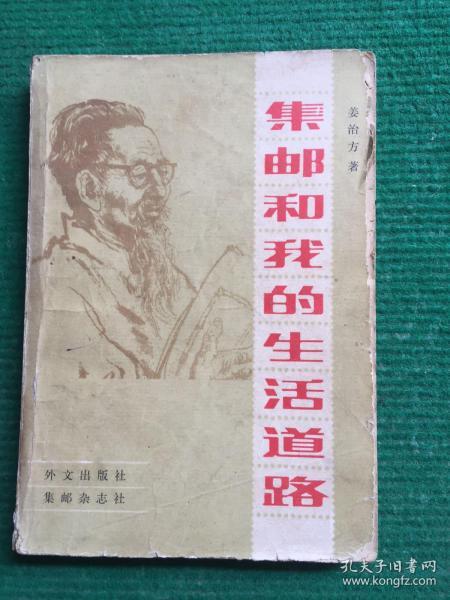 集邮和我的生活道路
姜治方著
外文出版社
集邮杂志社
孔夫子旧书网
www.kongfz.com